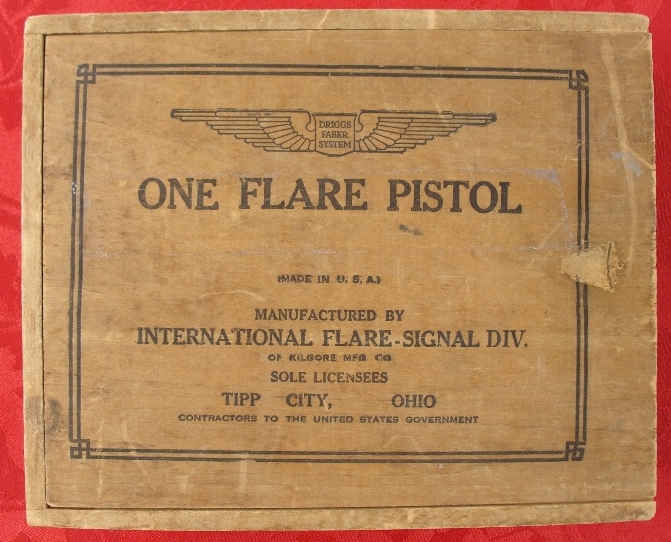 DRIGGS
FABER
SYSTEM
ONE FLARE PISTOL
(MADE IN U. S. A.)
MANUFACTURED BY
INTERNATIONAL FLARE-SIGNAL DIV.
OF KILGORE MFG CO.
SOLE LICENSEES
TIPP CITY, OHIO
CONTRACTORS TO THE UNITED STATES GOVERNMENT